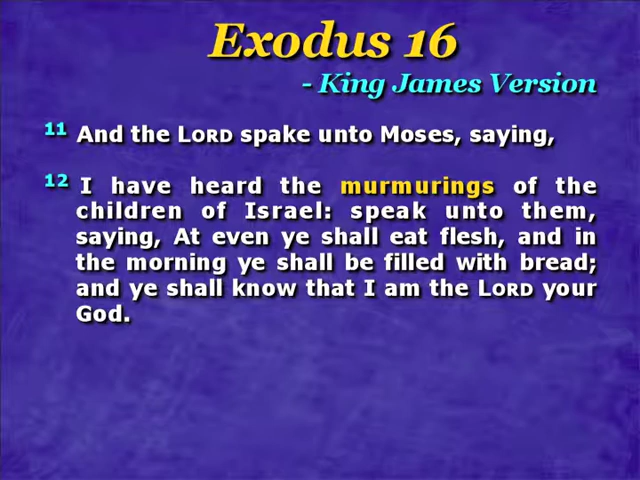 Exodus 16
- King James Version
11 And the LORD spake unto Moses, saying,
12 I have heard the murmurings of the
children of Israel: speak unto them,
saying, At even ye shall eat flesh, and in
the morning ye shall be filled with bread;
and ye shall know that I am the LORD your
God.